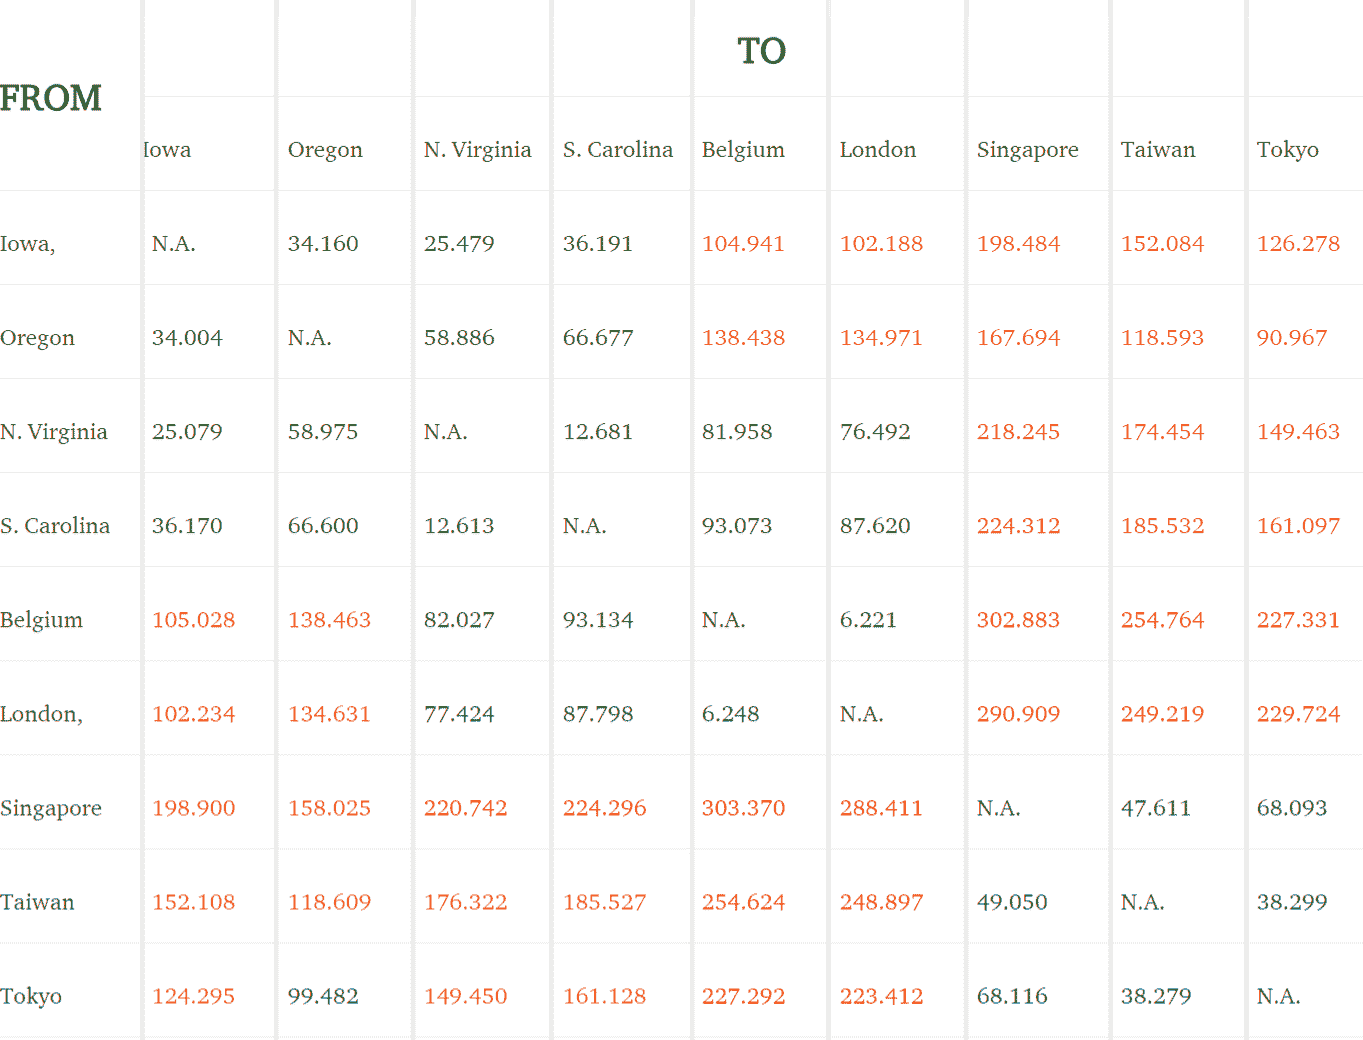 TO
FROM
Iowa Oregon N. Virginia S. Carolina Belgium London Singapore Taiwan Tokyo
Iowa, N.A. 34.160 25.479 36.191 104.941 102.188 198.484 152.084 126.278
Oregon 34.004 N.A. 58.886 66.677 138.438 134.971 167.694 118.593 90.967
N. Virginia 25.079 58.975 N.A. 12.681 81.958 76.492 218.245 174.454 149.463
S. Carolina 36.170 66.600 12.613 N.A. 93.073 87.620 224.312 185.532 161.097
Belgium 105.028 138.463 82.027 93.134 N.A. 6.221 302.883 254.764 227.331
London, 102.234 134.631 77.424 87.798 6.248 N.A. 290.909 249.219 229.724
Singapore 198.900 158.025 220.742 224.296 303.370 288.411 N.A. 47.611 68.093
Taiwan 152.108 118.609 176.322 185.527 254.624 248.897 49.050 N.A. 38.299
Tokyo 124.295 99.482 149.450 161.128 227.292 223.412 68.116 38.279 N.A.